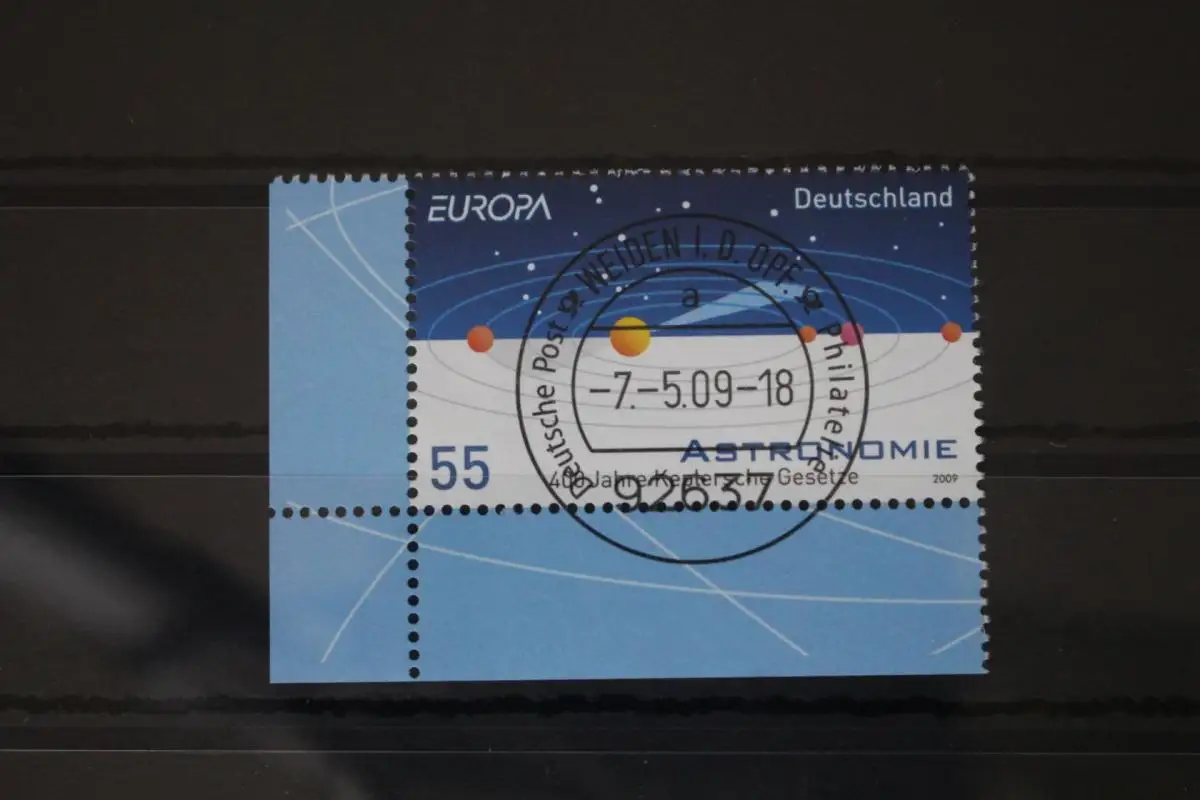 EUROPA
Deutschland
Deutsche Post WEIDEN I. D. OPF. Philatelie
a
-7.-5.09-18
92637
ASTRONOMIE
55
400 Jahre Keplersche Gesetze
2009